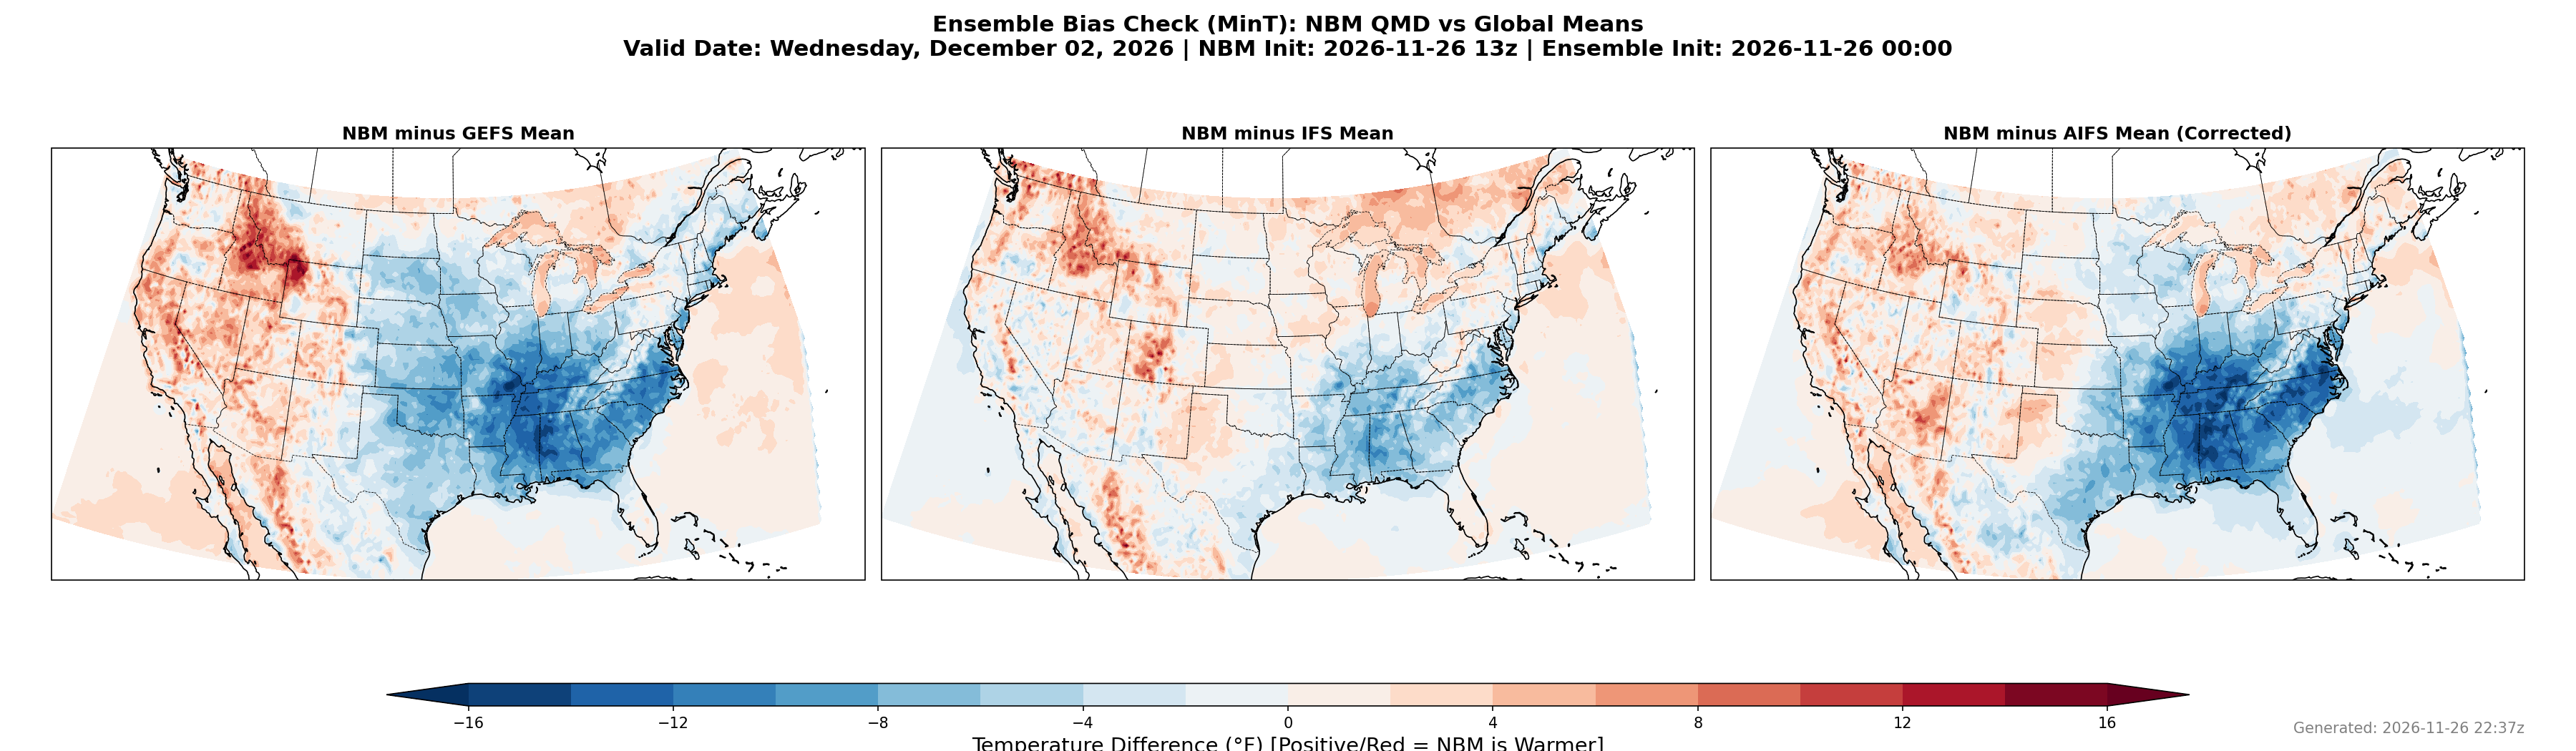 Ensemble Bias Check (MinT): NBM QMD vs Global Means
Valid Date: Wednesday, December 02, 2026 | NBM Init: 2026-11-26 13z | Ensemble Init: 2026-11-26 00:00
NBM minus GEFS Mean
NBM minus IFS Mean
NBM minus AIFS Mean (Corrected)
−16
−12
−8
−4
0
4
8
12
16
Temperature Difference (°F) [Positive/Red = NBM is Warmer]
Generated: 2026-11-26 22:37z